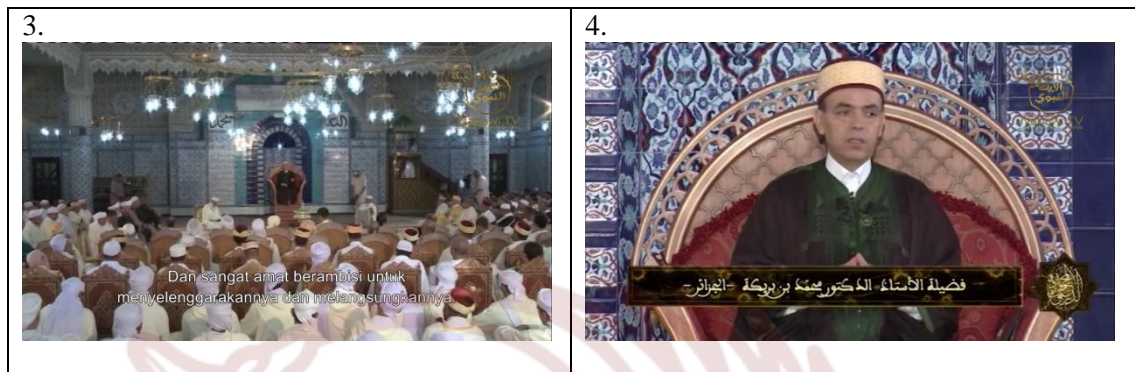 3.
Dan sangat amat berambisi untuk
menyelenggarakannya dan melangsungkannya
4.
فضيلة الأستاذ الدكتور محمد بن بريكة -الجزائر-